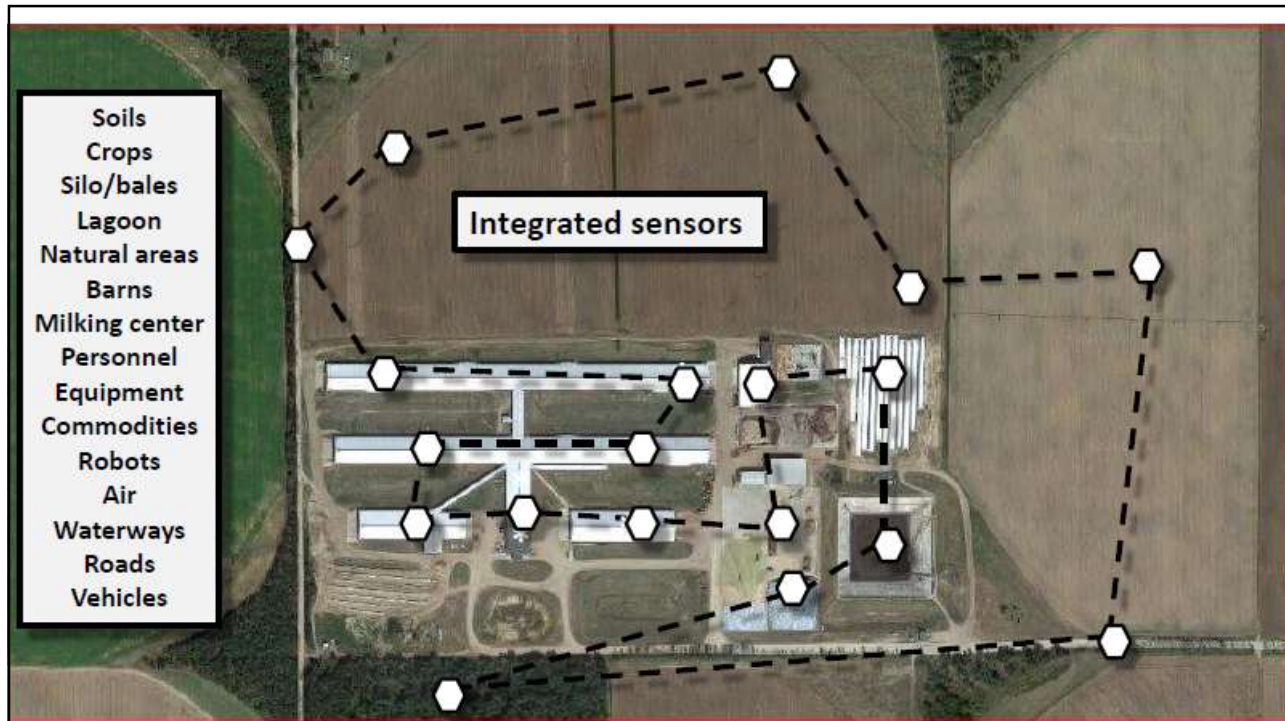 Soils
Crops
Silo/bales
Lagoon
Natural areas
Barns
Milking center
Personnel
Equipment
Commodities
Robots
Air
Waterways
Roads
Vehicles
Integrated sensors